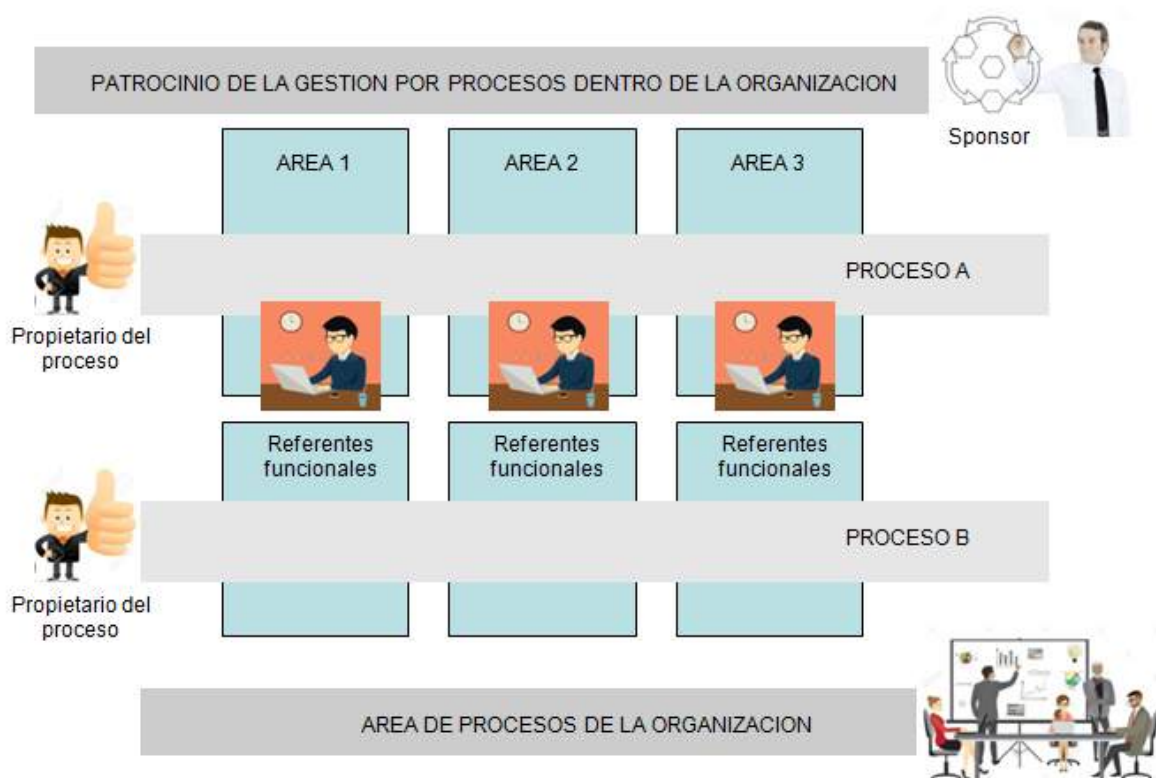 PATROCINIO DE LA GESTION POR PROCESOS DENTRO DE LA ORGANIZACION
Sponsor
AREA 1
AREA 2
AREA 3
PROCESO A
Propietario del
proceso
Referentes
funcionales
Referentes
funcionales
Referentes
funcionales
PROCESO B
Propietario del
proceso
AREA DE PROCESOS DE LA ORGANIZACION